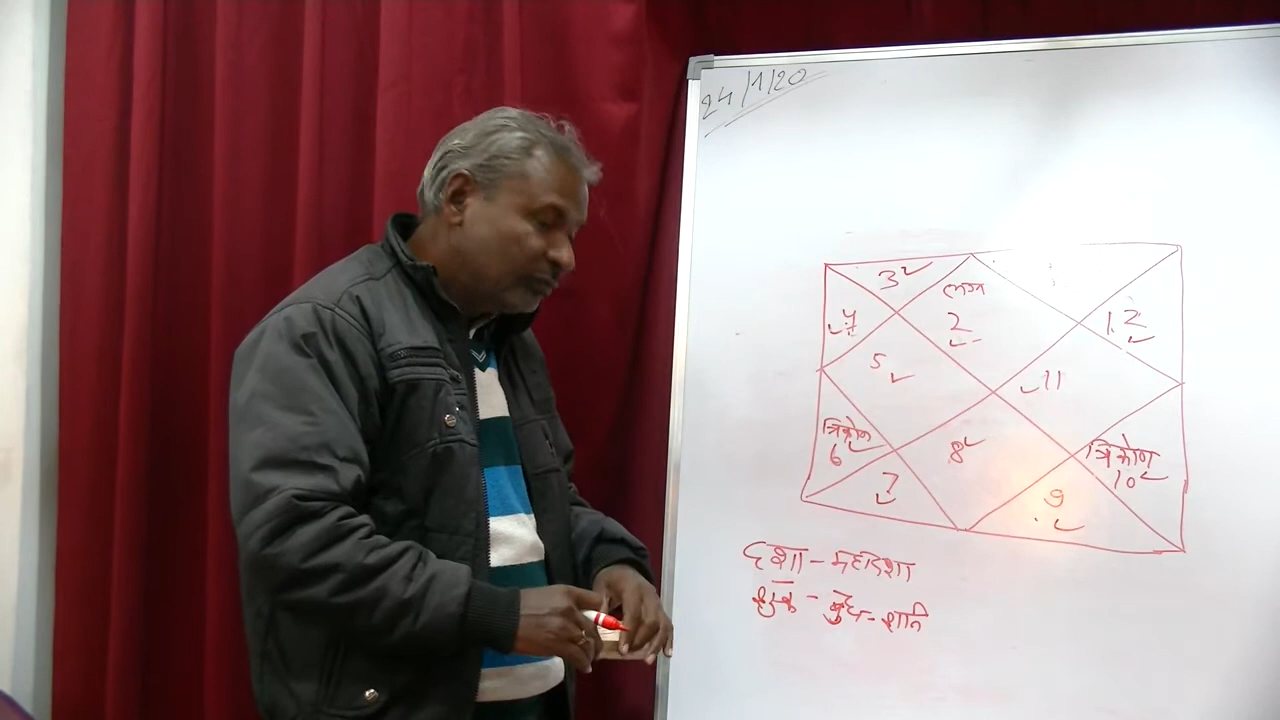 24/1/20
3
लग्न
4
2
12
5
11
त्रिकोण
6
8
त्रिकोण
10
7
9
दशा - महादशा
शुक्र - बुध - शनि